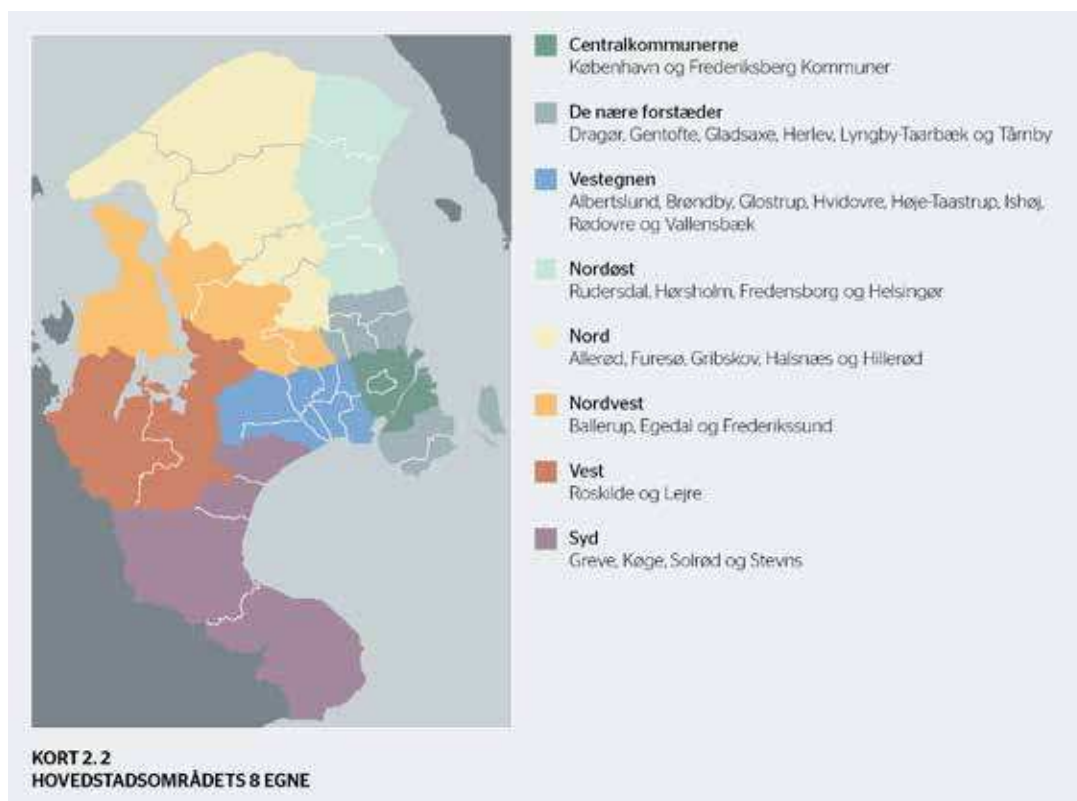 Centralkommunerne
København og Frederiksberg Kommuner
De nære forstæder
Dragør, Gentofte, Gladsaxe, Herlev, Lyngby-Taarbæk og Tårnby
Vestegnen
Albertslund, Brøndby, Glostrup, Hvidovre, Høje-Taastrup, Ishøj,
Rødovre og Vallensbæk
Nordøst
Rudersdal, Hørsholm, Fredensborg og Helsingør
Nord
Allerød, Furesø, Gribskov, Halsnæs og Hillerød
Nordvest
Ballerup, Egedal og Frederikssund
Vest
Roskilde og Lejre
Syd
Greve, Køge, Solrød og Stevns
KORT 2. 2
HOVEDSTADSOMRÅDETS 8 EGNE